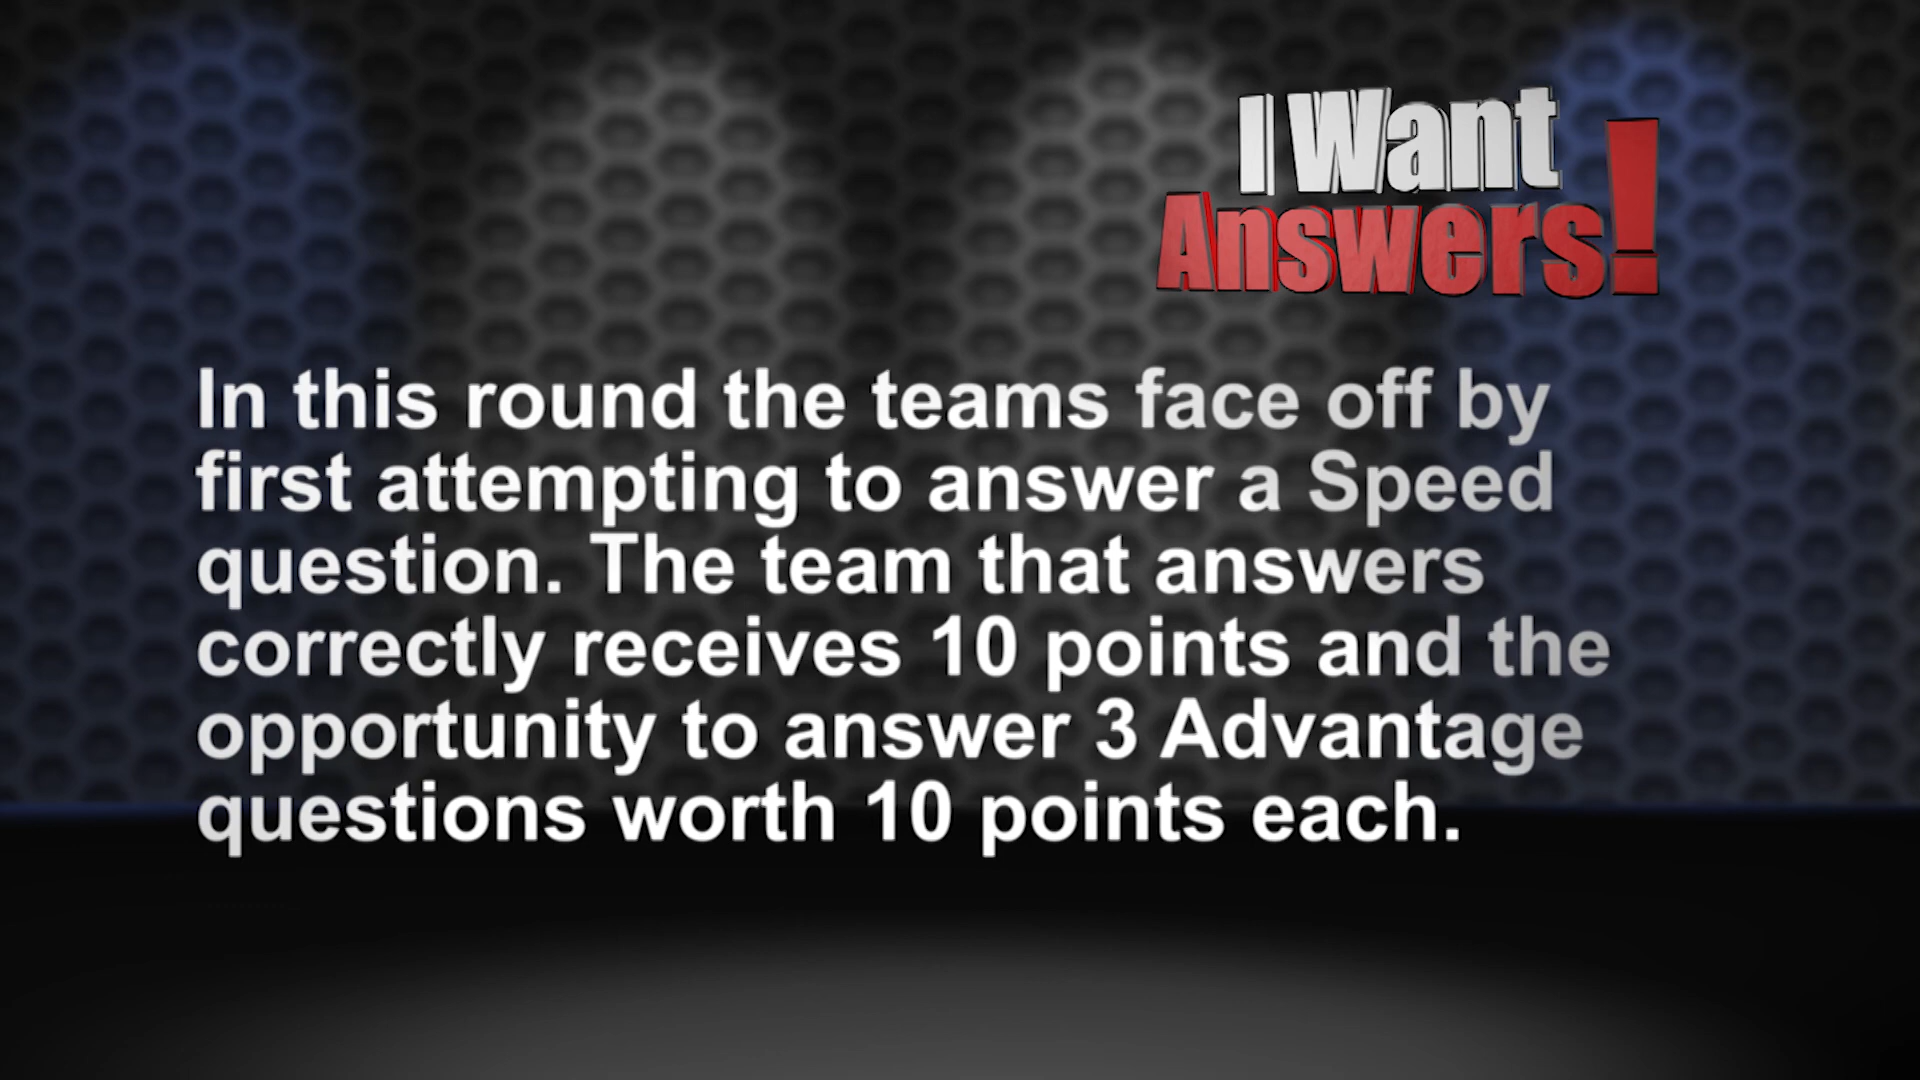 I Want
Answers!
In this round the teams face off by
first attempting to answer a Speed
question. The team that answers
correctly receives 10 points and the
opportunity to answer 3 Advantage
questions worth 10 points each.